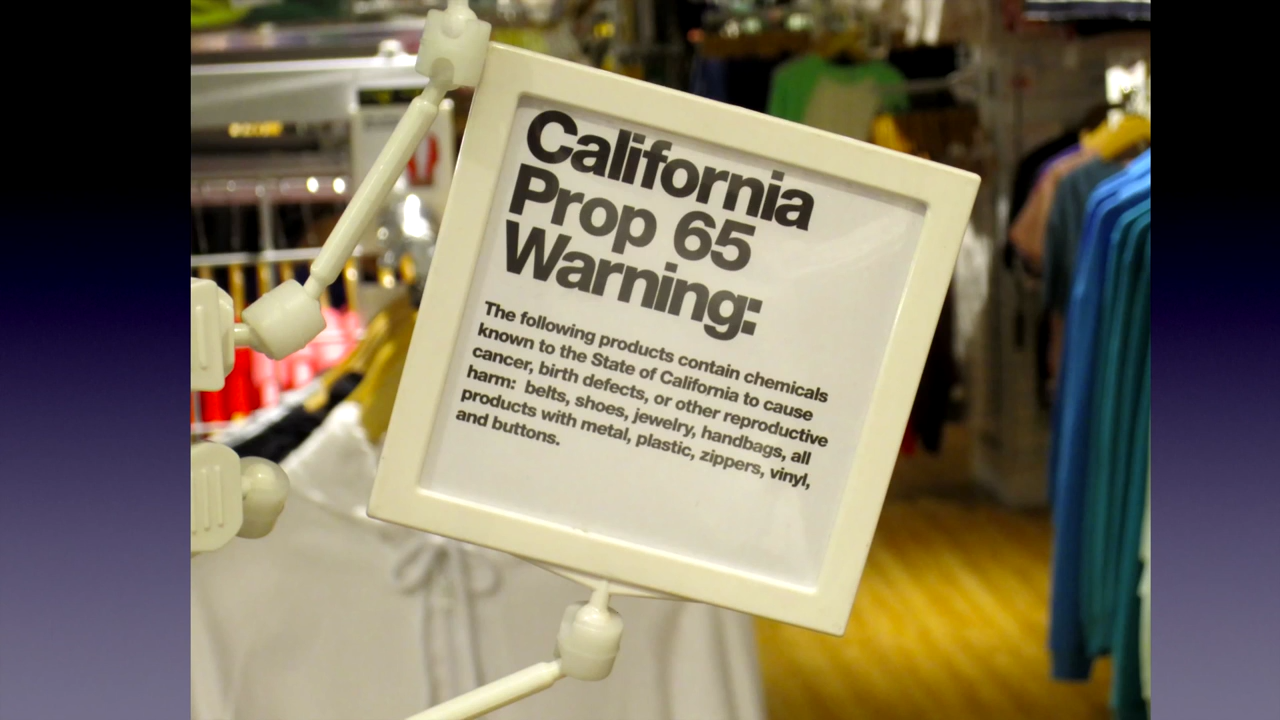 California
Prop 65
Warning:
The following products contain chemicals
known to the State of California to cause
cancer, birth defects, or other reproductive
harm:  belts, shoes, jewelry, handbags, all
products with metal, plastic, zippers, vinyl,
and buttons.